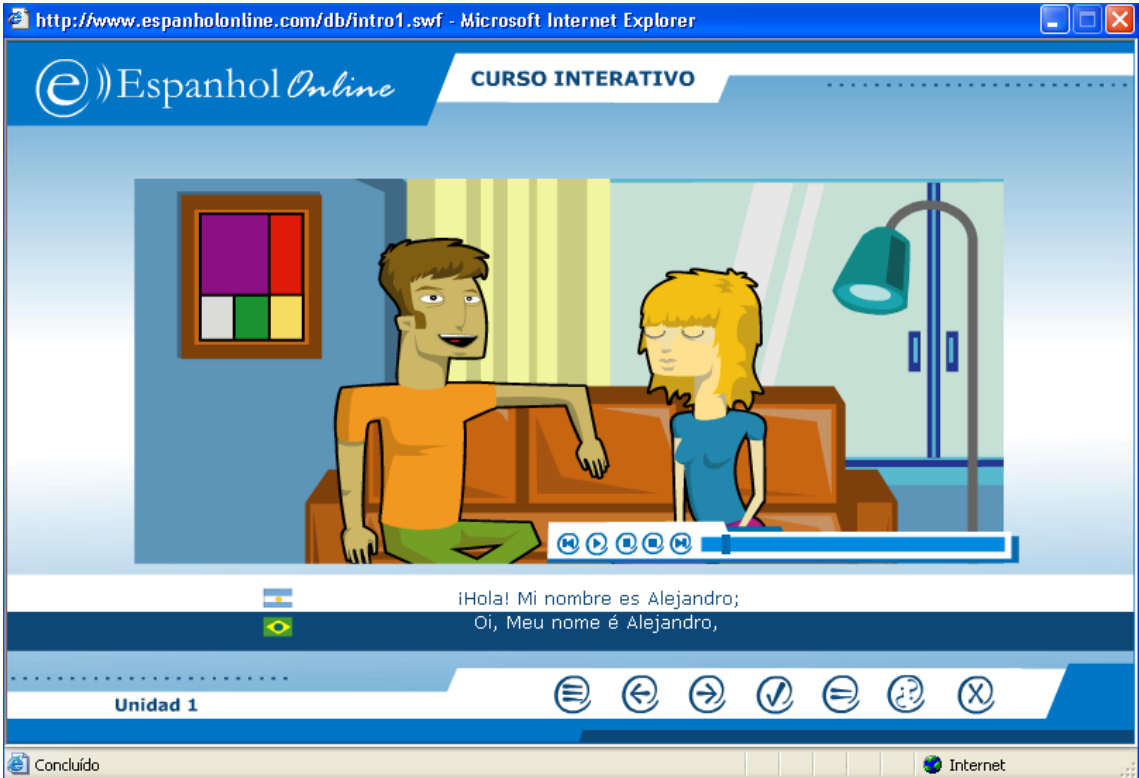 http://www.espanholonline.com/db/intro1.swf - Microsoft Internet Explorer
e))Espanhol Online
CURSO INTERATIVO
¡Hola! Mi nombre es Alejandro;
Oi, Meu nome é Alejandro,
Unidad 1
Concluído
Internet